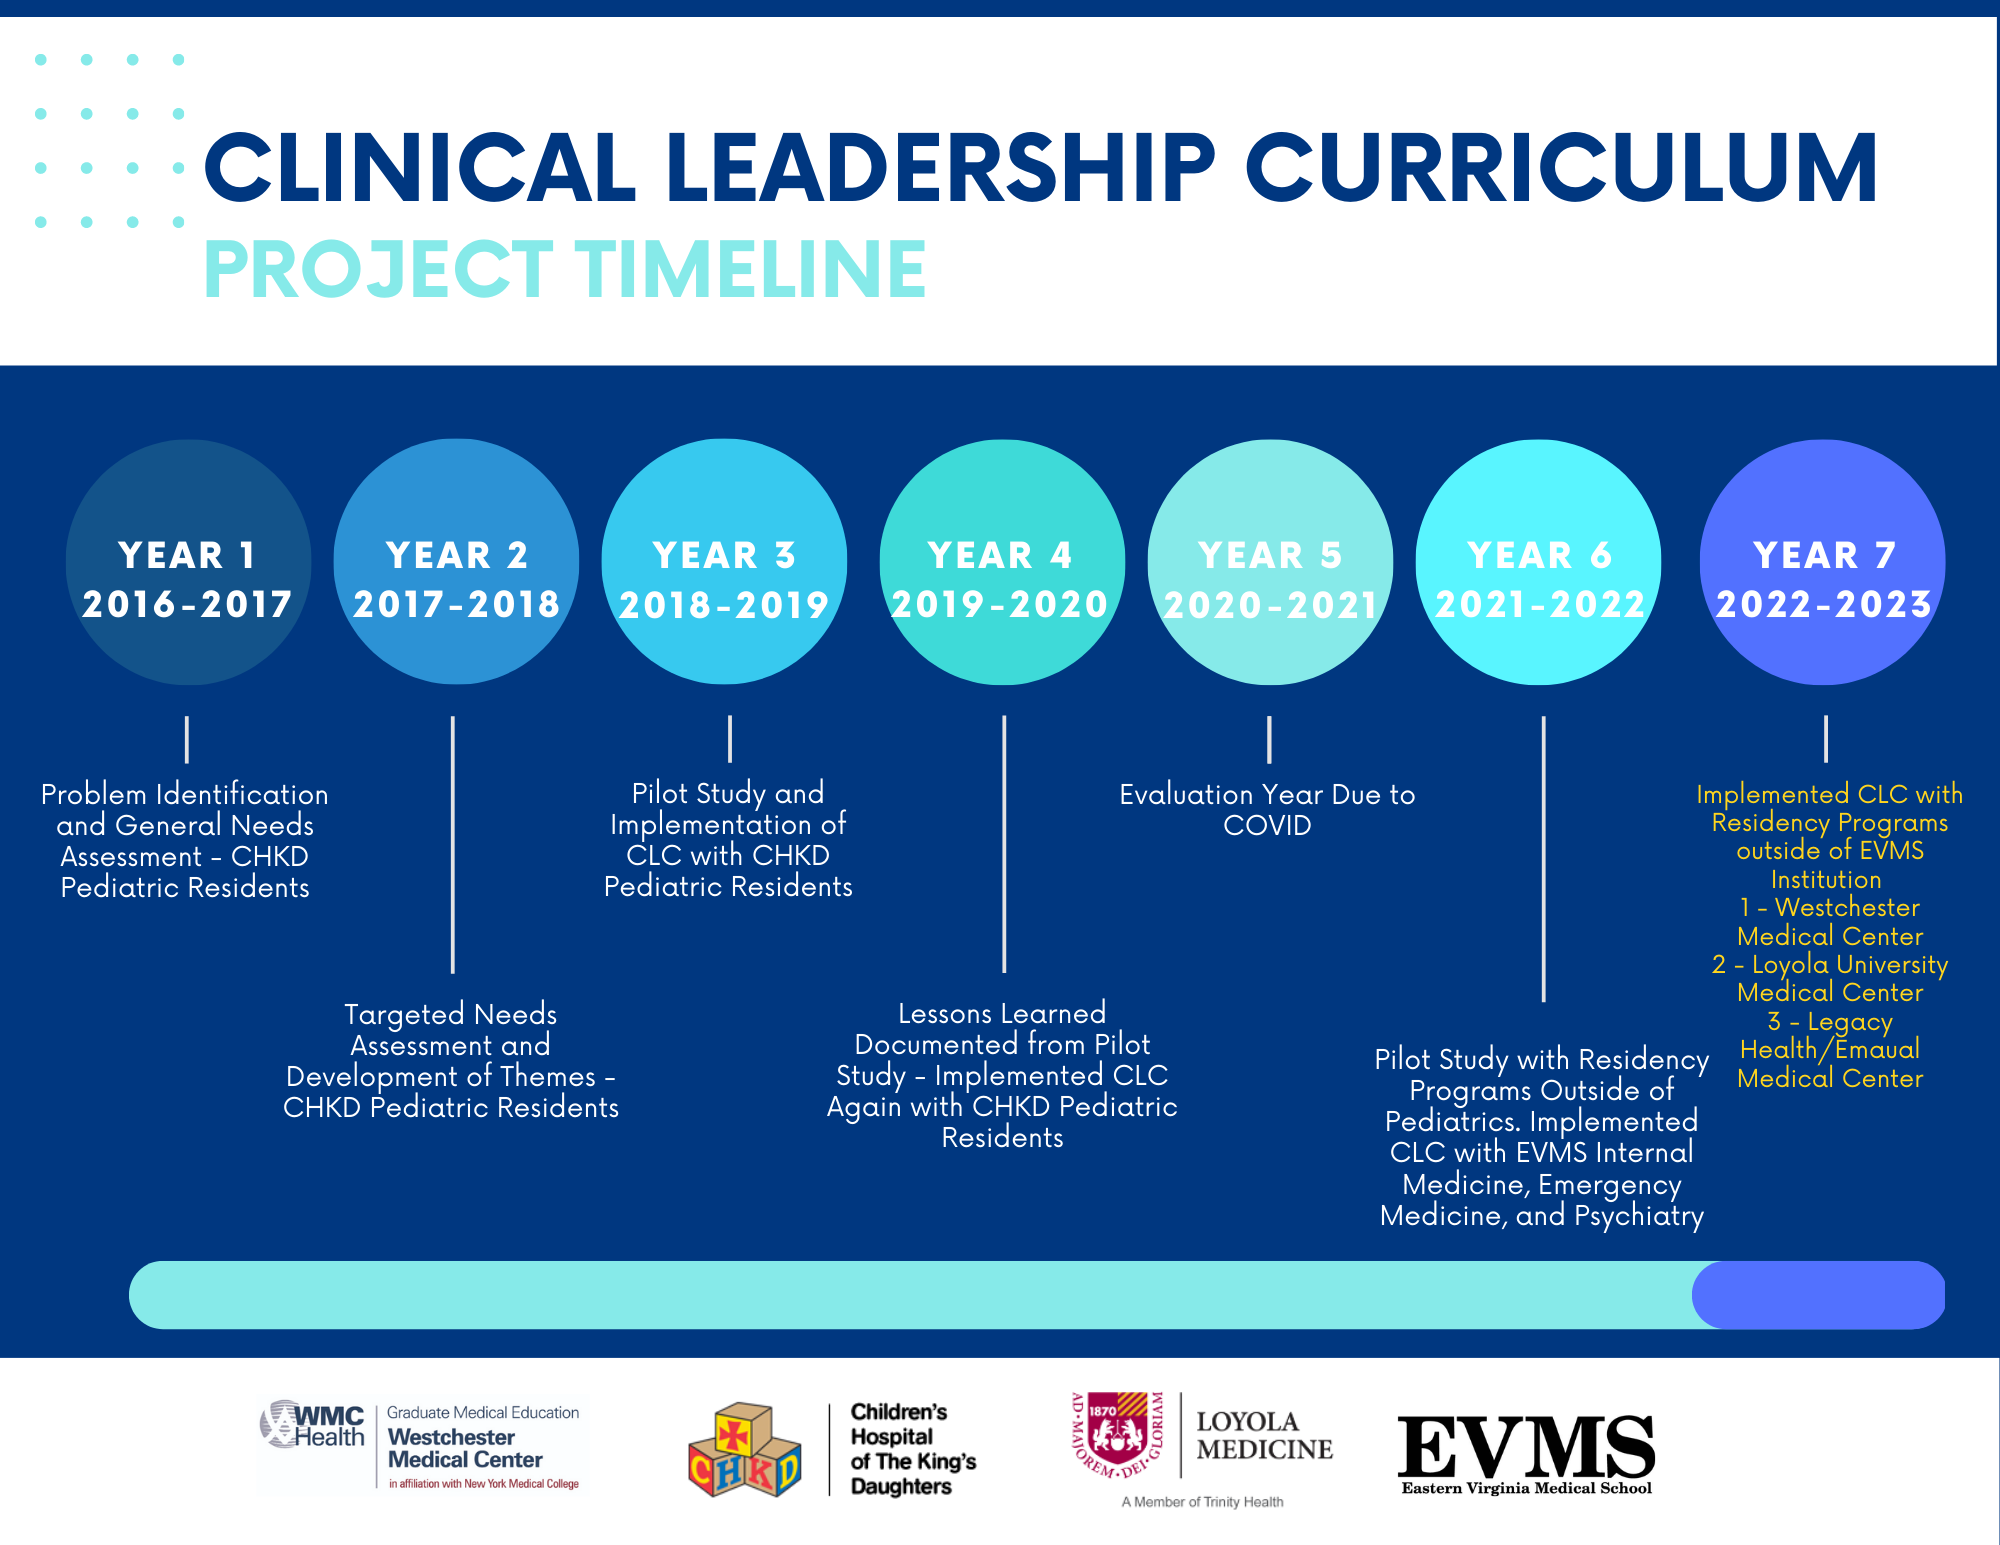 CLINICAL LEADERSHIP CURRICULUM
PROJECT TIMELINE
YEAR 1
2016-2017
YEAR 2
2017-2018
YEAR 3
2018-2019
YEAR 4
2019-2020
YEAR 5
2020-2021
YEAR 6
2021-2022
YEAR 7
2022-2023
Problem Identification
and General Needs
Assessment - CHKD
Pediatric Residents
Targeted Needs
Assessment and
Development of Themes -
CHKD Pediatric Residents
Pilot Study and
Implementation of
CLC with CHKD
Pediatric Residents
Lessons Learned
Documented from Pilot
Study - Implemented CLC
Again with CHKD Pediatric
Residents
Evaluation Year Due to
COVID
Pilot Study with Residency
Programs Outside of
Pediatrics. Implemented
CLC with EVMS Internal
Medicine, Emergency
Medicine, and Psychiatry
Implemented CLC with
Residency Programs
outside of EVMS
Institution
1 - Westchester
Medical Center
2 - Loyola University
Medical Center
3 - Legacy
Health/Emaual
Medical Center
WMC
Health
Graduate Medical Education
Westchester
Medical Center
in affiliation with New York Medical College
CHKD
Children's
Hospital
of The King's
Daughters
AD·MAJOREM·DEI·GLORIAM
1870
LOYOLA
MEDICINE
A Member of Trinity Health
EVMS
Eastern Virginia Medical School